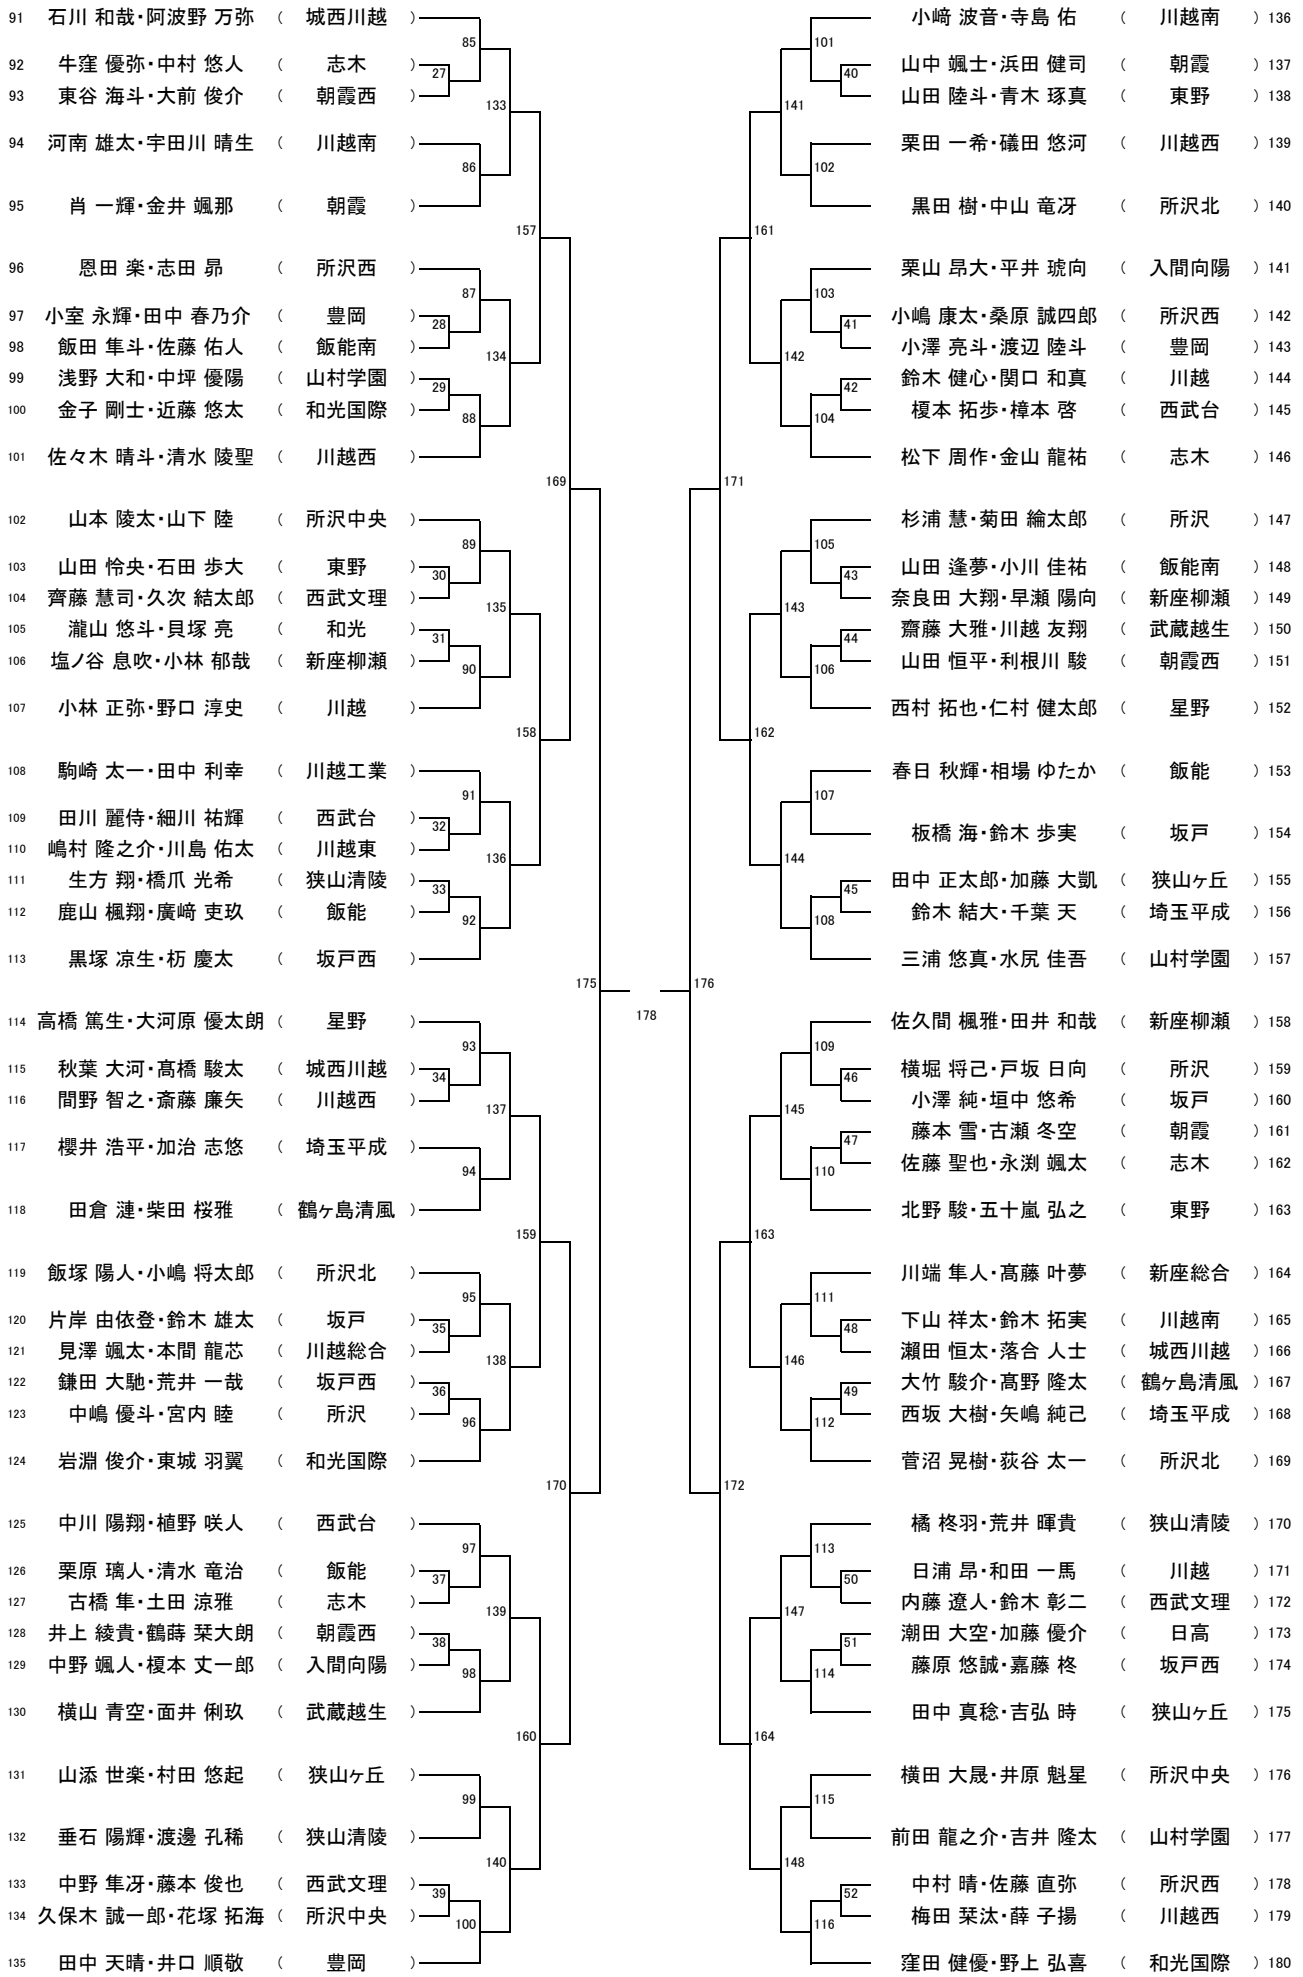 91 石川 和哉・阿波野 万弥 ( 城西川越 )
92 牛窪 優弥・中村 悠人 ( 志木 )
93 東谷 海斗・大前 俊介 ( 朝霞西 )
94 河南 雄太・宇田川 晴生 ( 川越南 )
95 肖 一輝・金井 颯那 ( 朝霞 )
96 恩田 楽・志田 昴 ( 所沢西 )
97 小室 永輝・田中 春乃介 ( 豊岡 )
98 飯田 隼斗・佐藤 佑人 ( 飯能南 )
99 浅野 大和・中坪 優陽 ( 山村学園 )
100 金子 剛士・近藤 悠太 ( 和光国際 )
101 佐々木 晴斗・清水 陵聖 ( 川越西 )
102 山本 陵太・山下 陸 ( 所沢中央 )
103 山田 怜央・石田 歩大 ( 東野 )
104 齊藤 慧司・久次 結太郎 ( 西武文理 )
105 瀧山 悠斗・貝塚 亮 ( 和光 )
106 塩ノ谷 息吹・小林 郁哉 ( 新座柳瀬 )
107 小林 正弥・野口 淳史 ( 川越 )
108 駒崎 太一・田中 利幸 ( 川越工業 )
109 田川 麗侍・細川 祐輝 ( 西武台 )
110 嶋村 隆之介・川島 佑太 ( 川越東 )
111 生方 翔・橋爪 光希 ( 狭山清陵 )
112 鹿山 楓翔・廣﨑 吏玖 ( 飯能 )
113 黒塚 凉生・枥 慶太 ( 坂戸西 )
114 高橋 篤生・大河原 優太朗 ( 星野 )
115 秋葉 大河・髙橋 駿太 ( 城西川越 )
116 間野 智之・斎藤 廉矢 ( 川越西 )
117 櫻井 浩平・加治 志悠 ( 埼玉平成 )
118 田倉 漣・柴田 桜雅 ( 鶴ヶ島清風 )
119 飯塚 陽人・小嶋 将太郎 ( 所沢北 )
120 片岸 由依登・鈴木 雄太 ( 坂戸 )
121 見澤 颯太・本間 龍芯 ( 川越総合 )
122 鎌田 大馳・荒井 一哉 ( 坂戸西 )
123 中嶋 優斗・宮内 睦 ( 所沢 )
124 岩淵 俊介・東城 羽翼 ( 和光国際 )
125 中川 陽翔・植野 咲人 ( 西武台 )
126 栗原 璃人・清水 竜治 ( 飯能 )
127 古橋 隼・土田 涼雅 ( 志木 )
128 井上 綾貴・鶴蒔 栞大朗 ( 朝霞西 )
129 中野 颯人・榎本 丈一郎 ( 入間向陽 )
130 横山 青空・面井 俐玖 ( 武蔵越生 )
131 山添 世楽・村田 悠起 ( 狭山ヶ丘 )
132 垂石 陽輝・渡邊 孔稀 ( 狭山清陵 )
133 中野 隼冴・藤本 俊也 ( 西武文理 )
134 久保木 誠一郎・花塚 拓海 ( 所沢中央 )
135 田中 天晴・井口 順敬 ( 豊岡 )
27
28
29
30
31
32
33
34
35
36
37
38
39
85
86
87
88
89
90
91
92
93
94
95
96
97
98
99
100
133
134
135
136
137
138
139
140
157
158
159
160
169
170
175
178
176
171
172
161
162
163
164
141
142
143
144
145
146
147
148
101
102
103
104
105
106
107
108
109
110
111
112
113
114
115
116
40
41
42
43
44
45
46
47
48
49
50
51
52
小﨑 波音・寺島 佑 ( 川越南 ) 136
山中 颯士・浜田 健司 ( 朝霞 ) 137
山田 陸斗・青木 琢真 ( 東野 ) 138
栗田 一希・礒田 悠河 ( 川越西 ) 139
黒田 樹・中山 竜冴 ( 所沢北 ) 140
栗山 昂大・平井 琥向 ( 入間向陽 ) 141
小嶋 康太・桑原 誠四郎 ( 所沢西 ) 142
小澤 亮斗・渡辺 陸斗 ( 豊岡 ) 143
鈴木 健心・関口 和真 ( 川越 ) 144
榎本 拓歩・樟本 啓 ( 西武台 ) 145
松下 周作・金山 龍祐 ( 志木 ) 146
杉浦 慧・菊田 綸太郎 ( 所沢 ) 147
山田 逢夢・小川 佳祐 ( 飯能南 ) 148
奈良田 大翔・早瀬 陽向 ( 新座柳瀬 ) 149
齋藤 大雅・川越 友翔 ( 武蔵越生 ) 150
山田 恒平・利根川 駿 ( 朝霞西 ) 151
西村 拓也・仁村 健太郎 ( 星野 ) 152
春日 秋輝・相場 ゆたか ( 飯能 ) 153
板橋 海・鈴木 歩実 ( 坂戸 ) 154
田中 正太郎・加藤 大凱 ( 狭山ヶ丘 ) 155
鈴木 結大・千葉 天 ( 埼玉平成 ) 156
三浦 悠真・水尻 佳吾 ( 山村学園 ) 157
佐久間 楓雅・田井 和哉 ( 新座柳瀬 ) 158
横堀 将己・戸坂 日向 ( 所沢 ) 159
小澤 純・垣中 悠希 ( 坂戸 ) 160
藤本 雪・古瀬 冬空 ( 朝霞 ) 161
佐藤 聖也・永渕 颯太 ( 志木 ) 162
北野 駿・五十嵐 弘之 ( 東野 ) 163
川端 隼人・髙藤 叶夢 ( 新座総合 ) 164
下山 祥太・鈴木 拓実 ( 川越南 ) 165
瀨田 恒太・落合 人士 ( 城西川越 ) 166
大竹 駿介・髙野 隆太 ( 鶴ヶ島清風 ) 167
西坂 大樹・矢嶋 純己 ( 埼玉平成 ) 168
菅沼 晃樹・荻谷 太一 ( 所沢北 ) 169
橘 柊羽・荒井 暉貴 ( 狭山清陵 ) 170
日浦 昂・和田 一馬 ( 川越 ) 171
内藤 遼人・鈴木 彰二 ( 西武文理 ) 172
潮田 大空・加藤 優介 ( 日高 ) 173
藤原 悠誠・嘉藤 柊 ( 坂戸西 ) 174
田中 真稔・吉弘 時 ( 狭山ヶ丘 ) 175
横田 大晟・井原 魁星 ( 所沢中央 ) 176
前田 龍之介・吉井 隆太 ( 山村学園 ) 177
中村 晴・佐藤 直弥 ( 所沢西 ) 178
梅田 栞汰・薛 子揚 ( 川越西 ) 179
窪田 健優・野上 弘喜 ( 和光国際 ) 180